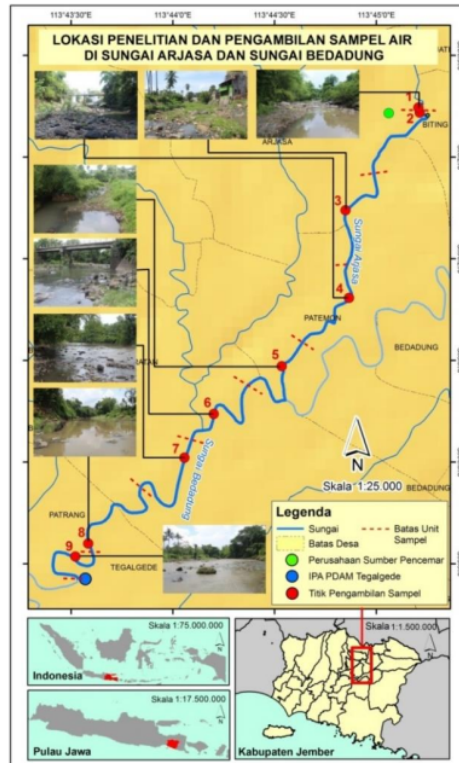 113°43'30"
113°44'0"
113°44'30"
113°45'0"
LOKASI PENELITIAN DAN PENGAMBILAN SAMPEL AIR
DI SUNGAI ARJASA DAN SUNGAI BEDADUNG
1
2
BITING
ARJASA
3
Sungai Arjasa
4
PATEMON
BEDADUNG
5
6
7
Sungai Bedadung
BEDADUNG
N
Skala 1:25.000
PATRANG
8
9
TEGALGEDE
Legenda
Sungai
Batas Unit
Sampel
Batas Desa
Perusahaan Sumber Pencemar
IPA PDAM Tegalgede
Titik Pengambilan Sampel
Skala 1:75.000.000
N
Indonesia
Skala 1:17.500.000
N
Pulau Jawa
Skala 1:1.500.000
N
Kabupaten Jember